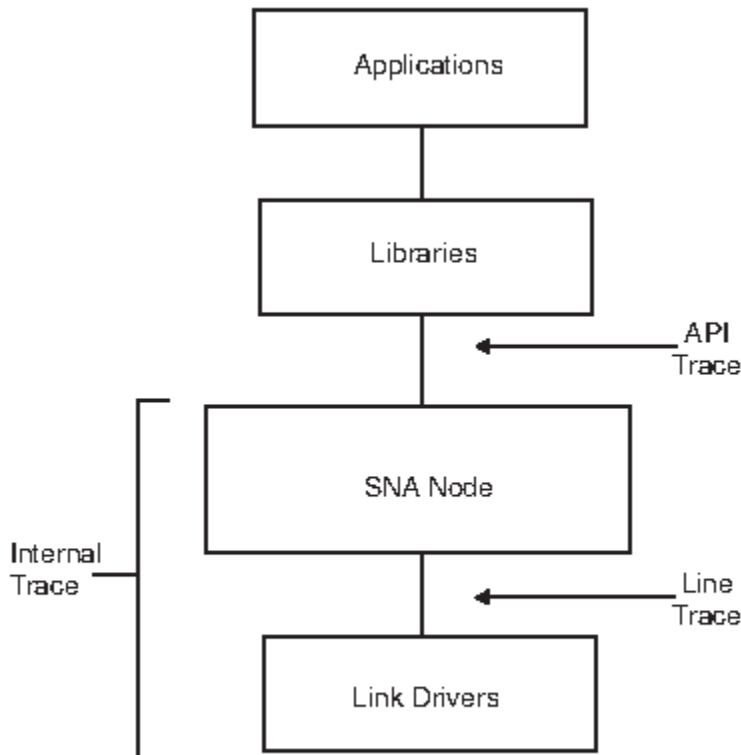 Applications
Libraries
API
Trace
SNA Node
Internal
Trace
Line
Trace
Link Drivers